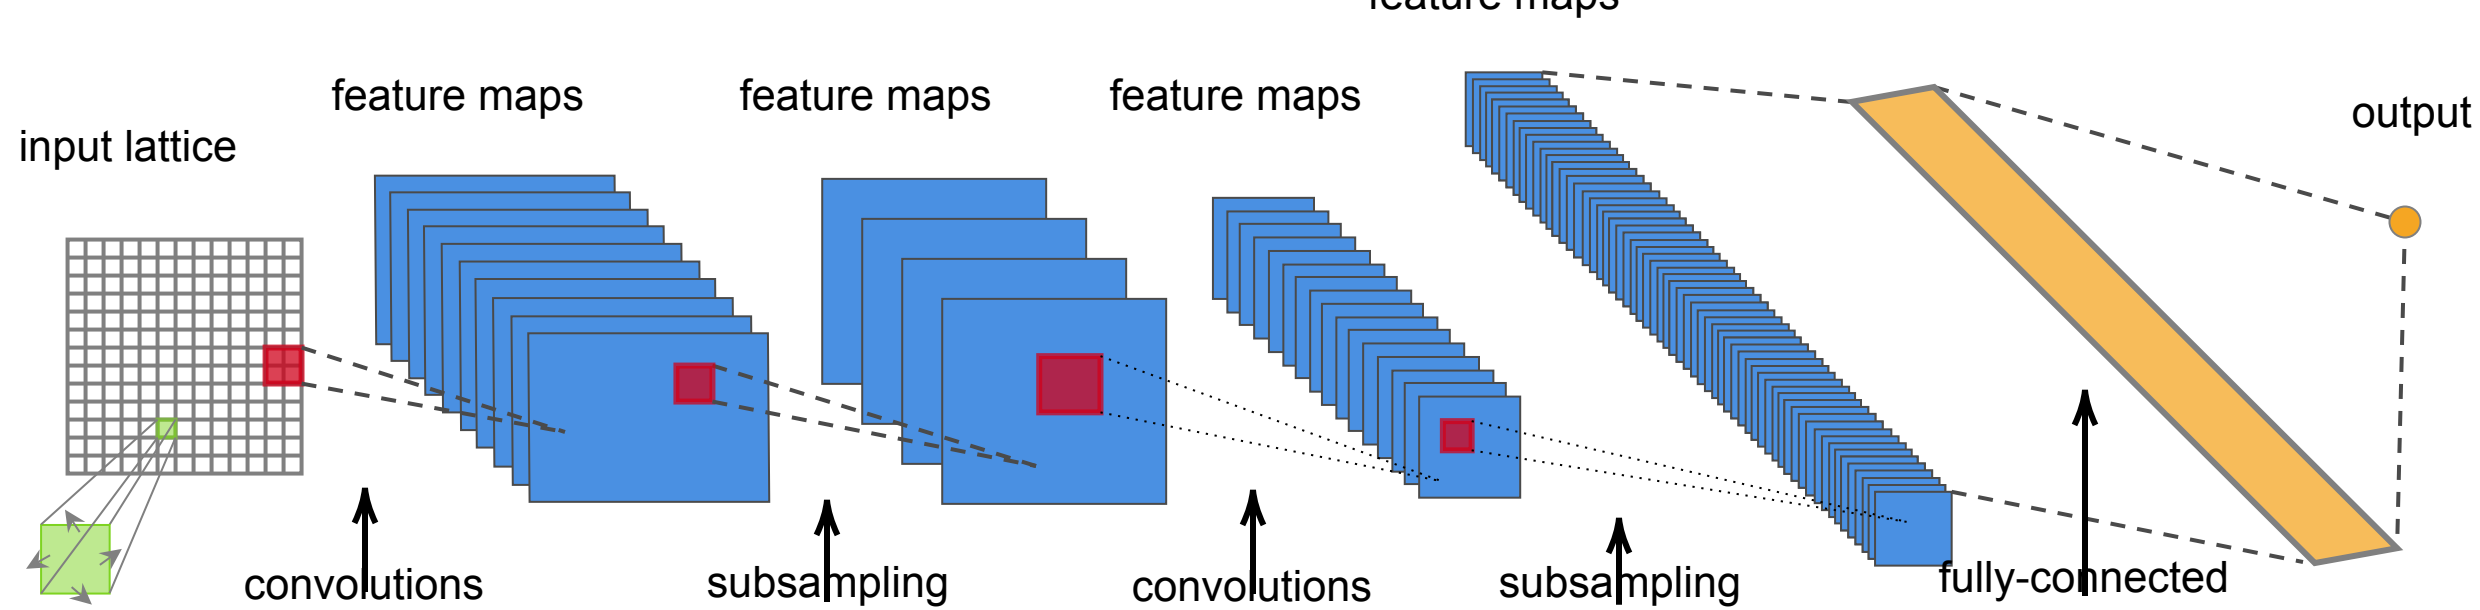 feature maps
feature maps
feature maps
feature maps
output
input lattice
convolutions
subsampling
convolutions
subsampling
fully-connected